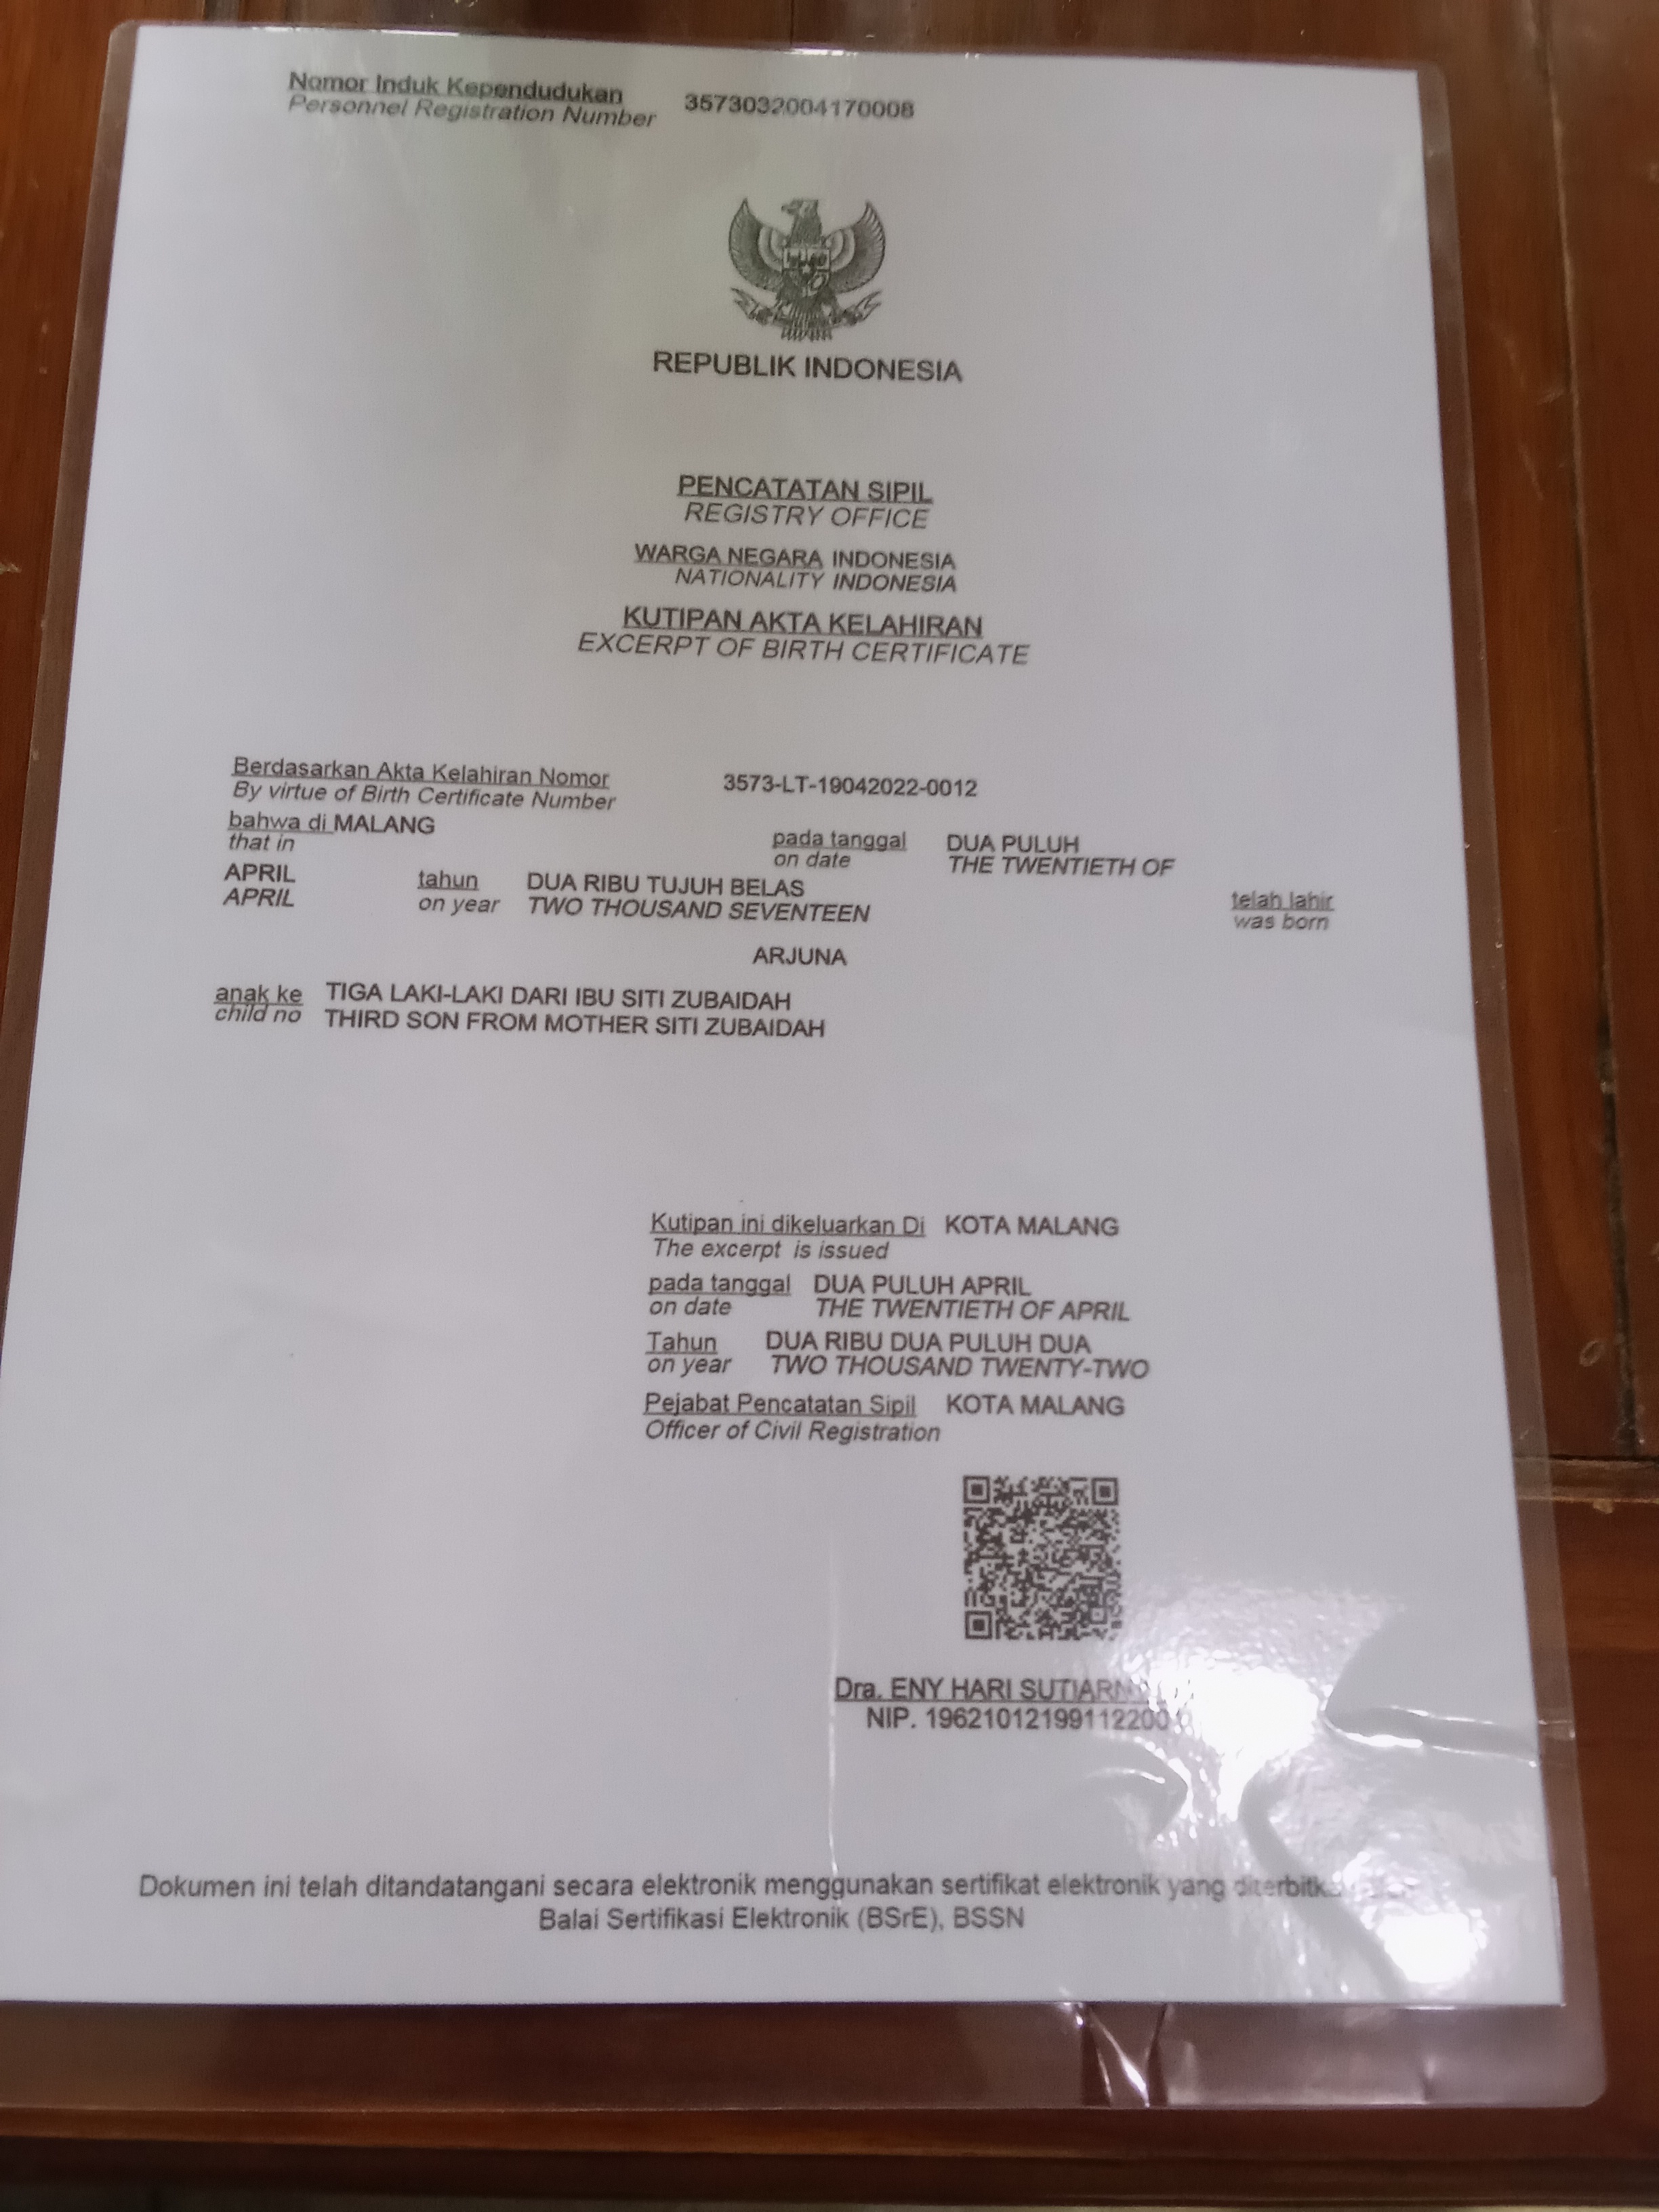 Nomor Induk Kependudukan 3573032004170008
Personnel Registration Number
REPUBLIK INDONESIA
PENCATATAN SIPIL
REGISTRY OFFICE
WARGA NEGARA INDONESIA
NATIONALITY INDONESIA
KUTIPAN AKTA KELAHIRAN
EXCERPT OF BIRTH CERTIFICATE
Berdasarkan Akta Kelahiran Nomor 3573-LT-19042022-0012
By virtue of Birth Certificate Number
bahwa di MALANG pada tanggal DUA PULUH
that in on date THE TWENTIETH OF
APRIL tahun DUA RIBU TUJUH BELAS telah lahir
APRIL on year TWO THOUSAND SEVENTEEN was born
ARJUNA
anak ke TIGA LAKI-LAKI DARI IBU SITI ZUBAIDAH
child no THIRD SON FROM MOTHER SITI ZUBAIDAH
Kutipan ini dikeluarkan Di KOTA MALANG
The excerpt is issued
pada tanggal DUA PULUH APRIL
on date THE TWENTIETH OF APRIL
Tahun DUA RIBU DUA PULUH DUA
on year TWO THOUSAND TWENTY-TWO
Pejabat Pencatatan Sipil KOTA MALANG
Officer of Civil Registration
Dra. ENY HARI
NIP.
Dokumen ini telah ditandatangani secara elektronik menggunakan sertifikat elektronik yang
Balai Sertifikasi Elektronik (BSrE), BSSN